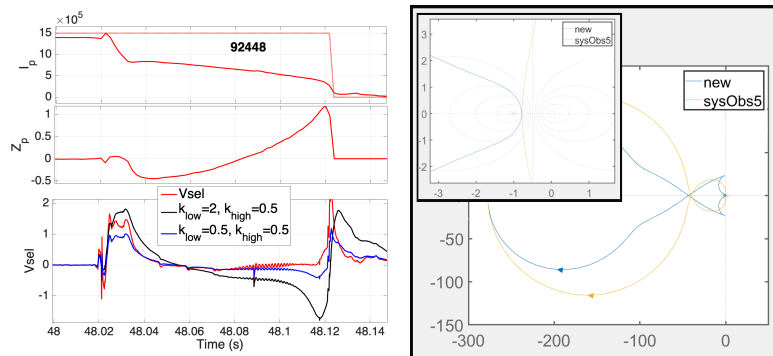 ×10⁵
15
10
5
0
I_p
92448
1
0.5
0
-0.5
Z_p
Vsel
k_low=2, k_high=0.5
k_low=0.5, k_high=0.5
2
1
0
-1
Vsel
48 48.02 48.04 48.06 48.08 48.1 48.12 48.14
Time (s)
new
sysObs5
3
2
1
0
-1
-2
-3 -2 -1 0 1
new
sysObs5
-50
-100
-150
-300 -200 -100 0